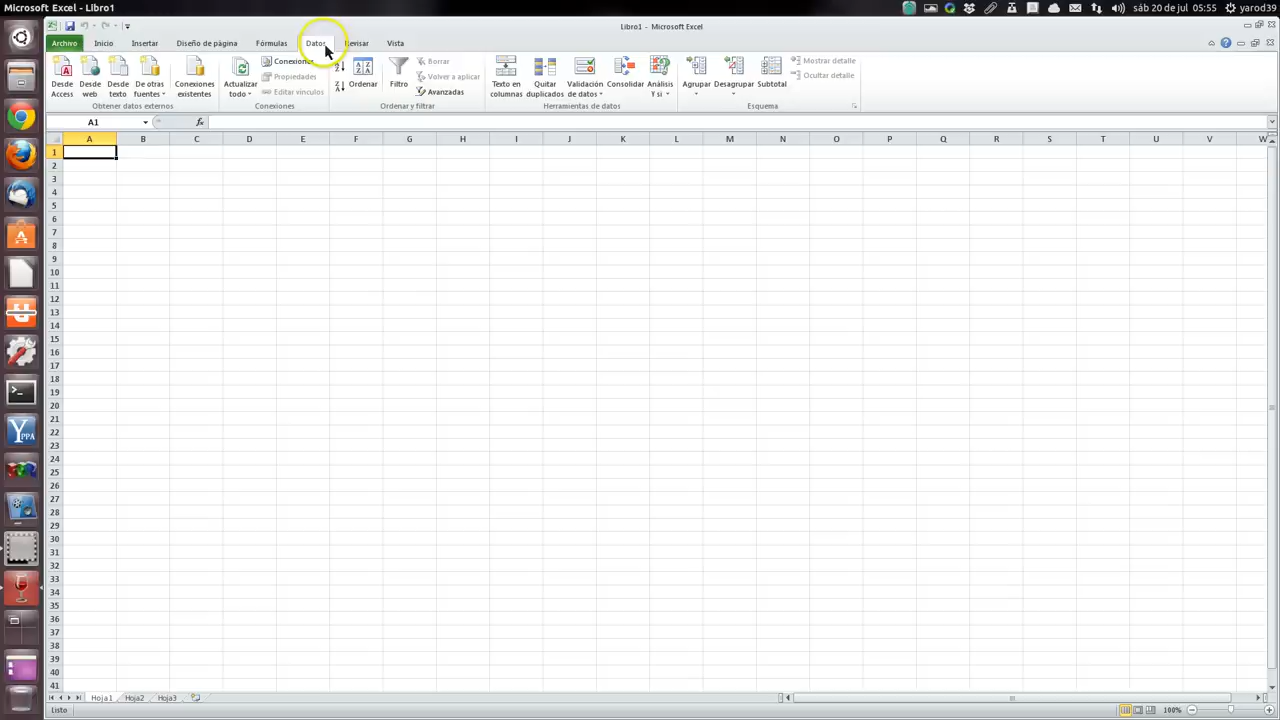 Microsoft Excel - Libro1
sáb 20 de jul 05:55 yarod39
Libro1 - Microsoft Excel
Archivo Inicio Insertar Diseño de página Fórmulas Datos Revisar Vista
Desde Access
Desde web
Desde texto
De otras fuentes
Conexiones existentes
Obtener datos externos
Actualizar todo
Conexiones
Propiedades
Editar vínculos
Conexiones
Ordenar
Filtro
Borrar
Volver a aplicar
Avanzadas
Ordenar y filtrar
Texto en columnas
Quitar duplicados
Validación de datos
Consolidar
Análisis Y si
Herramientas de datos
Agrupar
Desagrupar
Subtotal
Mostrar detalle
Ocultar detalle
Esquema
A1 fx
A B C D E F G H I J K L M N O P Q R S T U V W
1
2
3
4
5
6
7
8
9
10
11
12
13
14
15
16
17
18
19
20
21
22
23
24
25
26
27
28
29
30
31
32
33
34
35
36
37
38
39
40
41
Hoja1 Hoja2 Hoja3
Listo 100%
YPPA